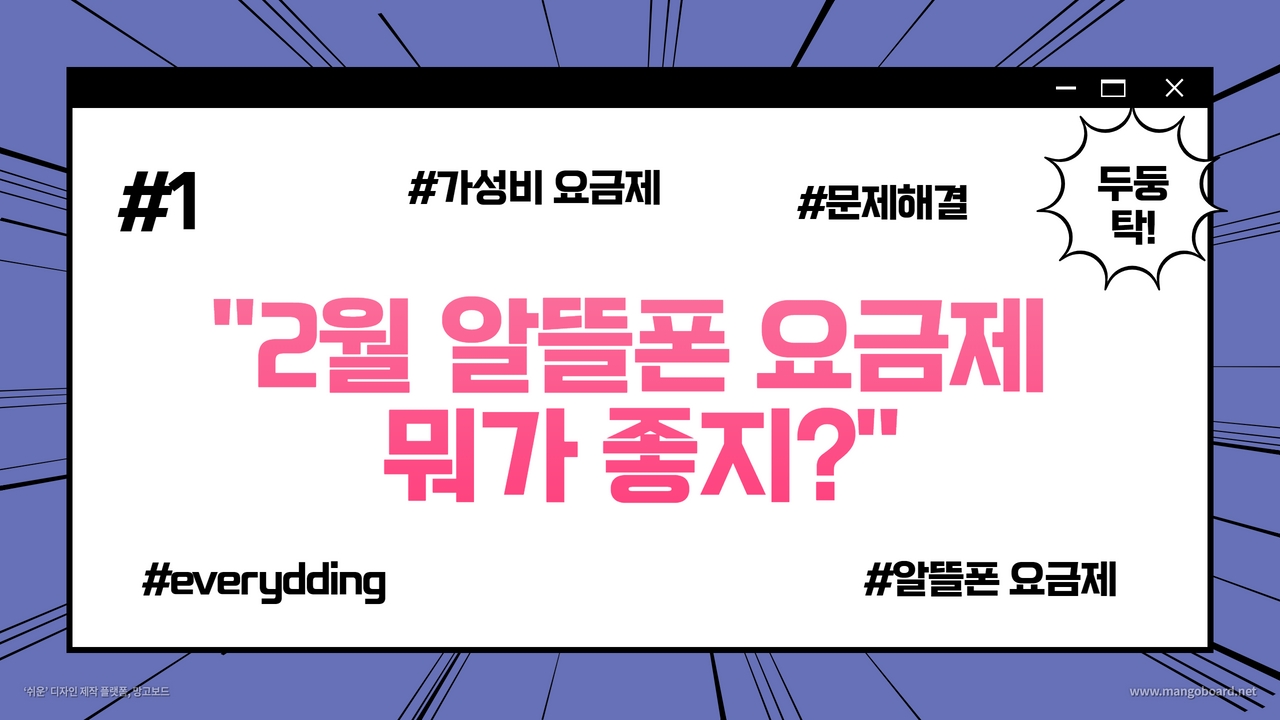 #1
#가성비 요금제
#문제해결
두둥
탁!
"2월 알뜰폰 요금제
뭐가 좋지?"
#everydding
#알뜰폰 요금제
'쉬운' 디자인 제작 플랫폼, 망고보드
www.mangoboard.net